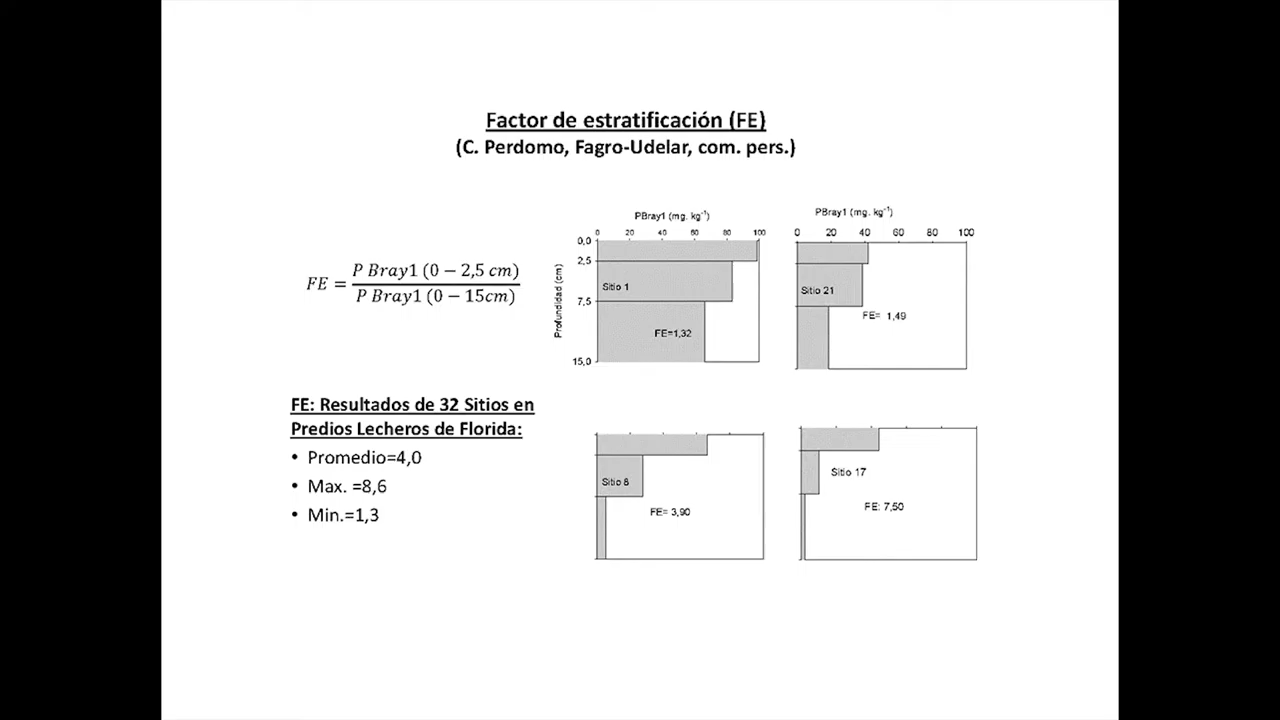 Factor de estratificación (FE)
(C. Perdomo, Fagro-Udelar, com. pers.)
FE = P Bray1 (0 − 2,5 cm)
P Bray1 (0 − 15cm)
FE: Resultados de 32 Sitios en
Predios Lecheros de Florida:
• Promedio=4,0
• Max. =8,6
• Min.=1,3
PBray1 (mg. kg⁻¹)
0 20 40 60 80 100
Profundidad (cm)
0,0
2,5
7,5
15,0
Sitio 1
FE=1,32
PBray1 (mg. kg⁻¹)
0 20 40 60 80 100
Sitio 21
FE= 1,49
Sitio 8
FE= 3,90
Sitio 17
FE: 7,50